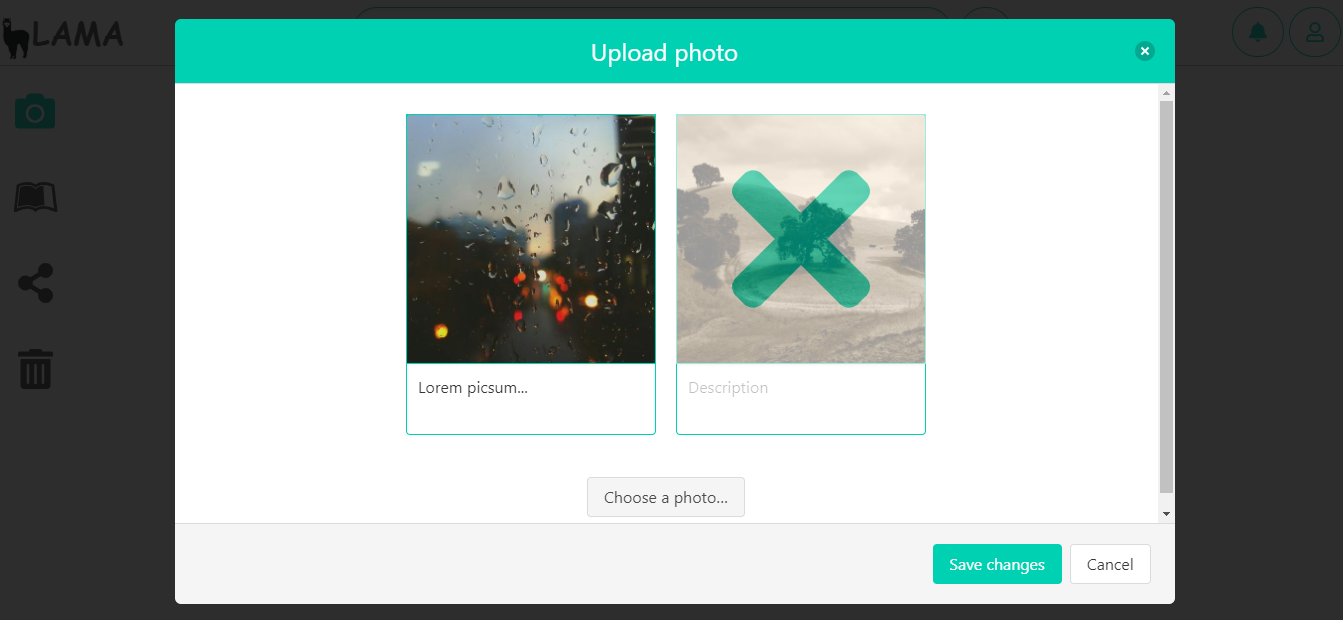 LAMA
Upload photo
Lorem picsum...
Description
Choose a photo...
Save changes
Cancel